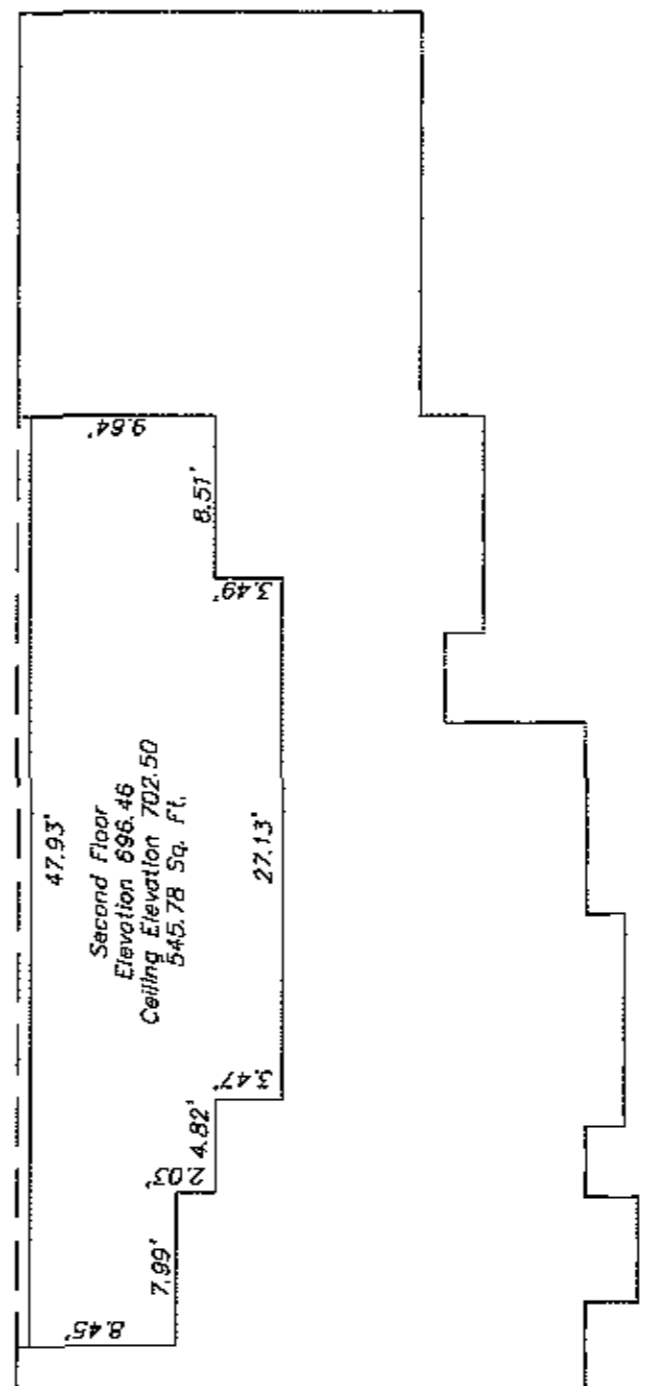 9.64'
8.51'
3.49'
47.93'
Second Floor
Elevation 696.46
Ceiling Elevation 702.50
545.78 Sq. Ft.
27.13'
3.47'
4.82'
2.03'
7.99'
8.45'